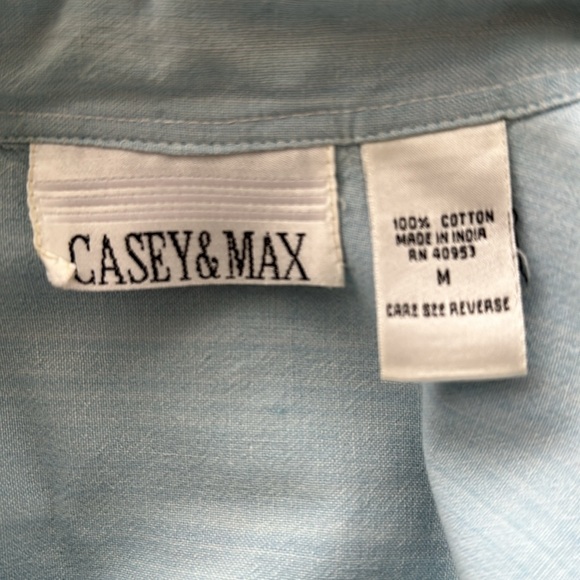 CASEY&MAX
100% COTTON
MADE IN INDIA
RN 40953
M
CARE SEE REVERSE